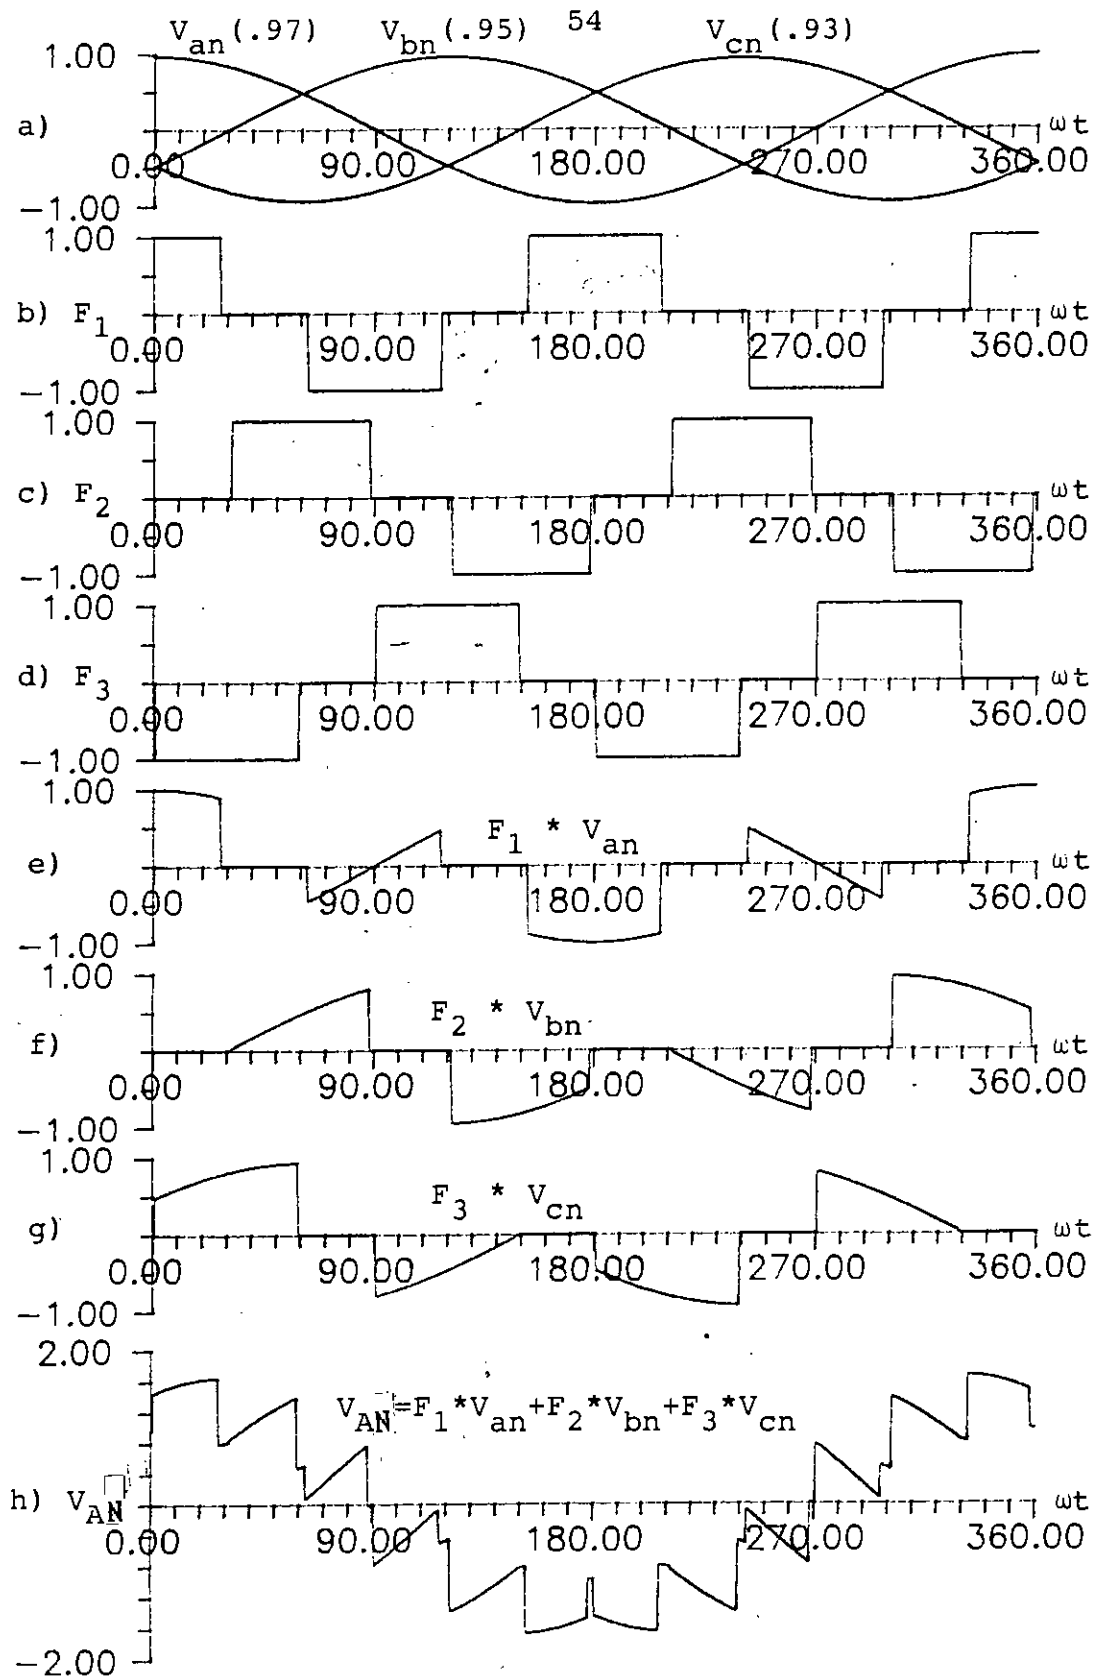 54
V_an(.97) V_bn(.95) V_cn(.93)
1.00
a) ωt
0.00 90.00 180.00 270.00 360.00
-1.00
1.00
b) F_1 ωt
0.00 90.00 180.00 270.00 360.00
-1.00
1.00
c) F_2 ωt
0.00 90.00 180.00 270.00 360.00
-1.00
1.00
d) F_3 ωt
0.00 90.00 180.00 270.00 360.00
-1.00
1.00
F_1 * V_an
e) ωt
0.00 90.00 180.00 270.00 360.00
-1.00
1.00
F_2 * V_bn
f) ωt
0.00 90.00 180.00 270.00 360.00
-1.00
1.00
F_3 * V_cn
g) ωt
0.00 90.00 180.00 270.00 360.00
-1.00
2.00
V_AN=F_1*V_an+F_2*V_bn+F_3*V_cn
h) V_AN ωt
0.00 90.00 180.00 270.00 360.00
-2.00